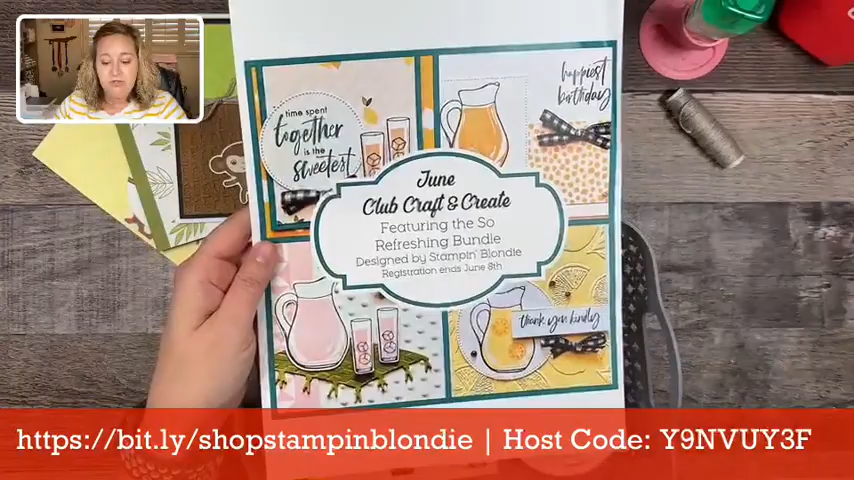 time spent
together
is the
sweetest
happiest
birthday
June
Club Craft & Create
Featuring the So
Refreshing Bundle
Designed by Stampin' Blondie
Registration ends June 8th
thank you kindly
https://bit.ly/shopstampinblondie | Host Code: Y9NVUY3F